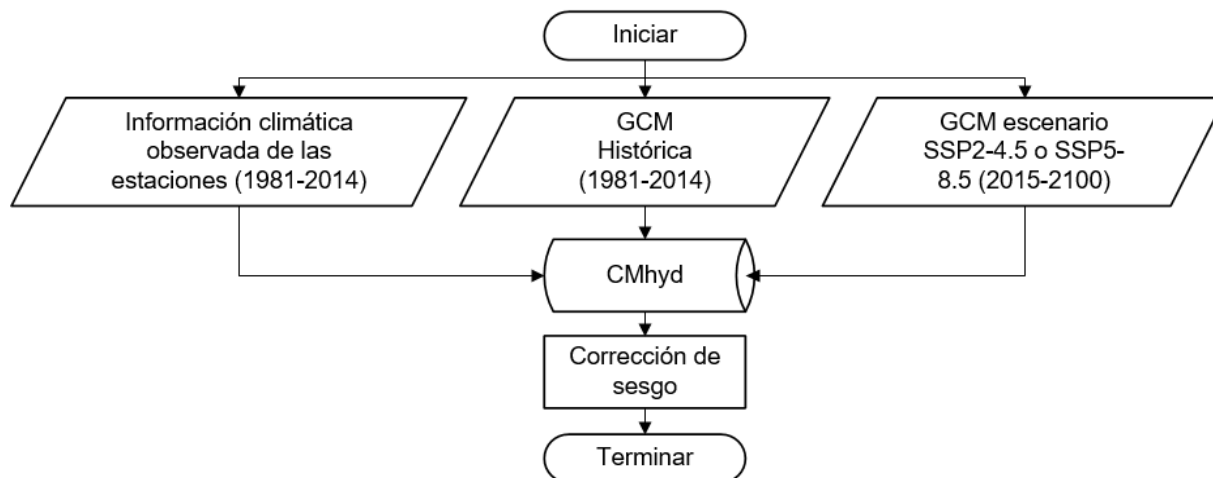 Iniciar
Información climática
observada de las
estaciones (1981-2014)
GCM
Histórica
(1981-2014)
GCM escenario
SSP2-4.5 o SSP5-
8.5 (2015-2100)
CMhyd
Corrección de
sesgo
Terminar